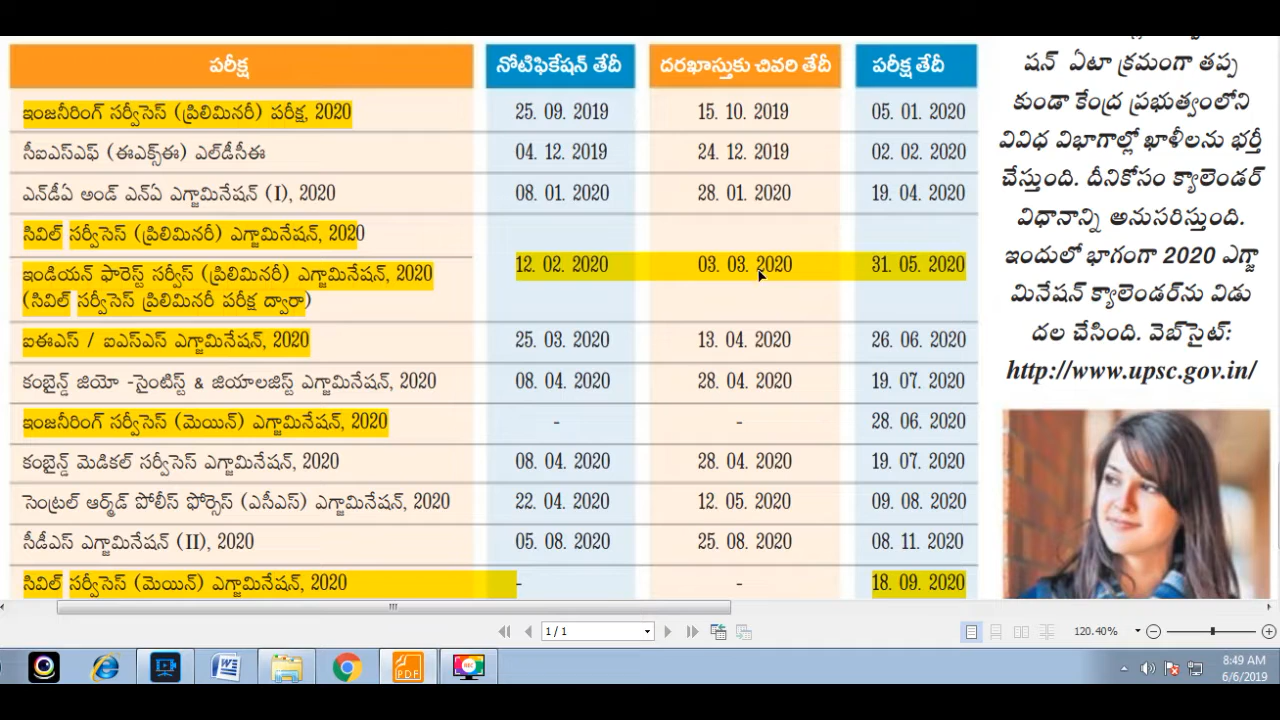 పరీక్ష నోటిఫికేషన్ తేదీ దరఖాస్తుకు చివరి తేదీ పరీక్ష తేదీ
ఇంజనీరింగ్ సర్వీసెస్ (ప్రిలిమినరీ) పరీక్ష, 2020 25. 09. 2019 15. 10. 2019 05. 01. 2020
సీఐఎస్ఎఫ్ (ఈఎక్స్ఈ) ఎల్‌డీసీఈ 04. 12. 2019 24. 12. 2019 02. 02. 2020
ఎన్‌డీఏ అండ్ ఎన్ఏ ఎగ్జామినేషన్ (I), 2020 08. 01. 2020 28. 01. 2020 19. 04. 2020
సివిల్ సర్వీసెస్ (ప్రిలిమినరీ) ఎగ్జామినేషన్, 2020
ఇండియన్ ఫారెస్ట్ సర్వీస్ (ప్రిలిమినరీ) ఎగ్జామినేషన్, 2020 12. 02. 2020 03. 03. 2020 31. 05. 2020
(సివిల్ సర్వీసెస్ ప్రిలిమినరీ పరీక్ష ద్వారా)
ఐఈఎస్ / ఐఎస్ఎస్ ఎగ్జామినేషన్, 2020 25. 03. 2020 13. 04. 2020 26. 06. 2020
కంబైన్డ్ జియో -సైంటిస్ట్ & జియాలజిస్ట్ ఎగ్జామినేషన్, 2020 08. 04. 2020 28. 04. 2020 19. 07. 2020
ఇంజనీరింగ్ సర్వీసెస్ (మెయిన్) ఎగ్జామినేషన్, 2020 - - 28. 06. 2020
కంబైన్డ్ మెడికల్ సర్వీసెస్ ఎగ్జామినేషన్, 2020 08. 04. 2020 28. 04. 2020 19. 07. 2020
సెంట్రల్ ఆర్మ్‌డ్ పోలీస్ ఫోర్సెస్ (ఎసీఎస్) ఎగ్జామినేషన్, 2020 22. 04. 2020 12. 05. 2020 09. 08. 2020
సీడీఎస్ ఎగ్జామినేషన్ (II), 2020 05. 08. 2020 25. 08. 2020 08. 11. 2020
సివిల్ సర్వీసెస్ (మెయిన్) ఎగ్జామినేషన్, 2020 - - 18. 09. 2020
షన్ ఏటా క్రమంగా తప్ప
కుండా కేంద్ర ప్రభుత్వంలోని
వివిధ విభాగాల్లో ఖాళీలను భర్తీ
చేస్తుంది. దీనికోసం క్యాలెండర్
విధానాన్ని అనుసరిస్తుంది.
ఇందులో భాగంగా 2020 ఎగ్జా
మినేషన్ క్యాలెండర్‌ను విడు
దల చేసింది. వెబ్‌సైట్:
http://www.upsc.gov.in/
1 / 1
120.40%
8:49 AM
6/6/2019